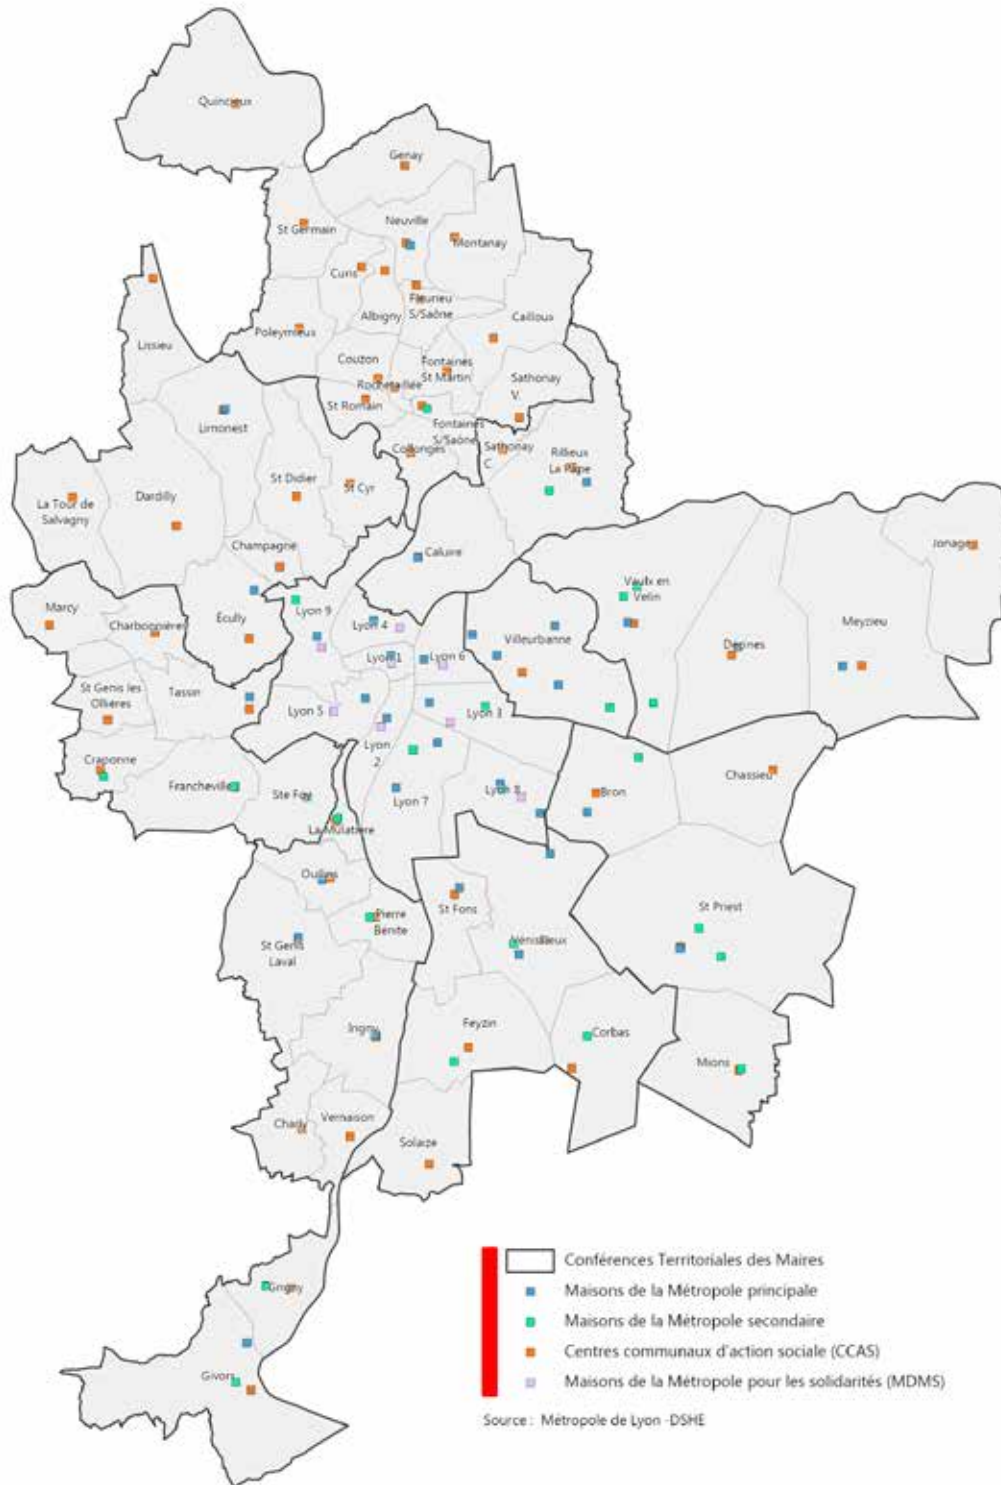 Quincieux
Genay
St Germain
Neuville
Montanay
Curis
Fleurieu
S/Saône
Albigny
Cailloux
Poleymieux
Lissieu
Couzon
Fontaines
St Martin
Rochetaillée
Sathonay
V.
St Romain
Limonest
Fontaines
S/Saône
Collonges
Sathonay
C.
Rillieux
La Pape
La Tour de
Salvagny
Dardilly
St Didier
St Cyr
Jonage
Champagne
Caluire
Vaulx en
Velin
Marcy
Charbonnières
Ecully
Lyon 9
Lyon 4
Villeurbanne
Meyzieu
Lyon 1
Lyon 6
Décines
St Genis les
Ollières
Tassin
Lyon 5
Lyon 3
Lyon
2
Craponne
Francheville
Ste Foy
Lyon 7
Lyon 8
Bron
Chassieu
La Mulatière
Oullins
St Fons
St Priest
Pierre
Bénite
St Genis
Laval
Vénissieux
Irigny
Feyzin
Corbas
Mions
Charly
Vernaison
Solaize
Grigny
Givors
Conférences Territoriales des Maires
Maisons de la Métropole principale
Maisons de la Métropole secondaire
Centres communaux d'action sociale (CCAS)
Maisons de la Métropole pour les solidarités (MDMS)
Source : Métropole de Lyon -DSHE